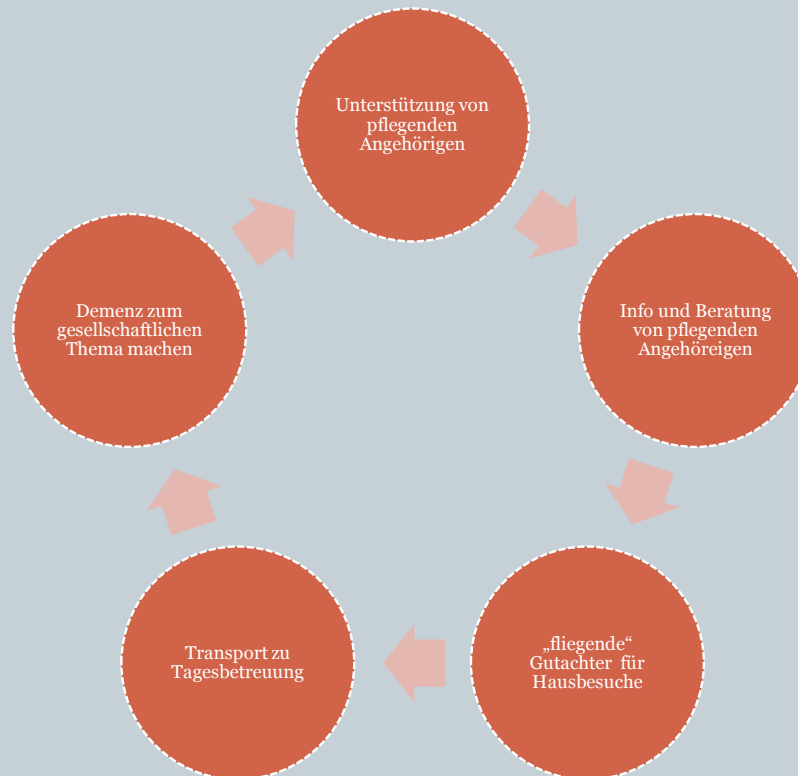 Unterstützung von
pflegenden
Angehörigen
Info und Beratung
von pflegenden
Angehöreigen
„fliegende“
Gutachter für
Hausbesuche
Transport zu
Tagesbetreuung
Demenz zum
gesellschaftlichen
Thema machen